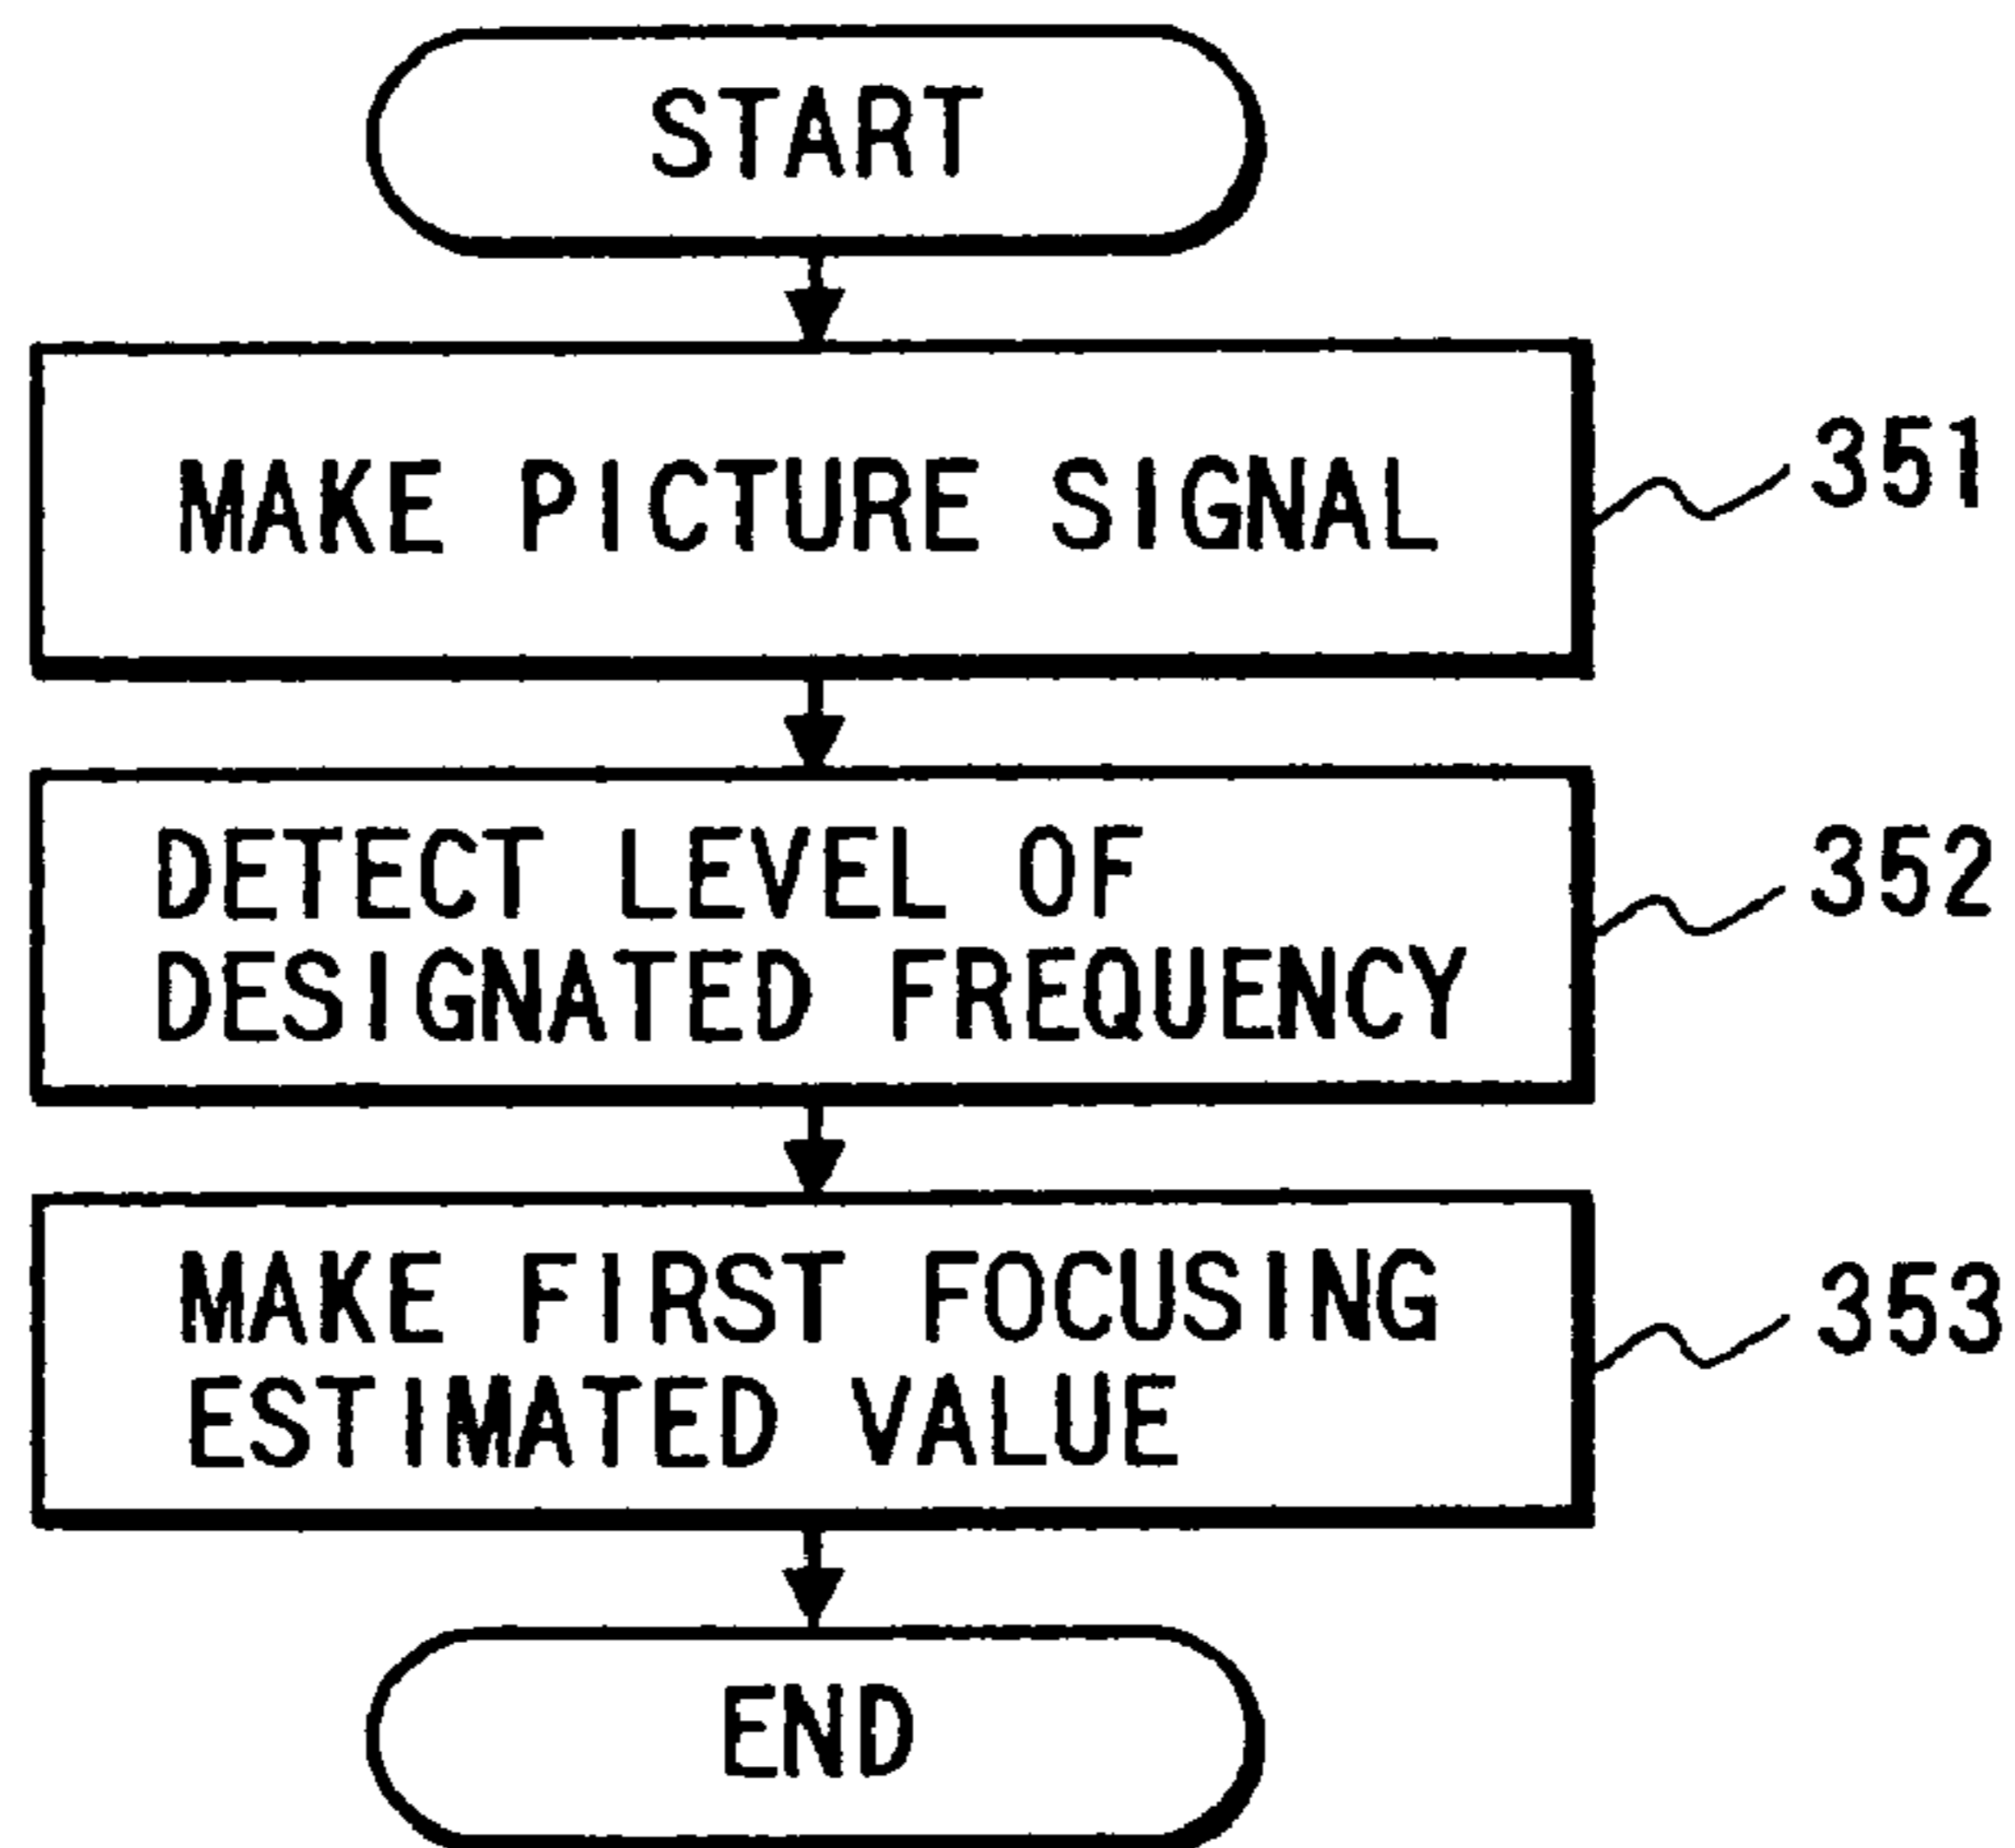 START
MAKE PICTURE SIGNAL
351
DETECT LEVEL OF
DESIGNATED FREQUENCY
352
MAKE FIRST FOCUSING
ESTIMATED VALUE
353
END